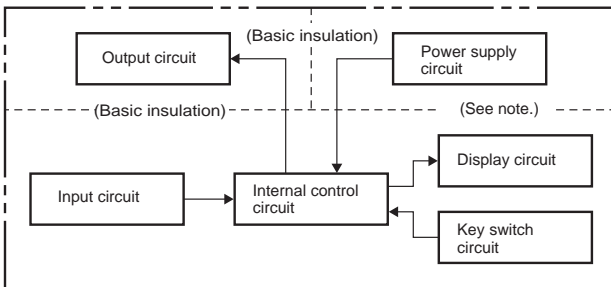 (Basic insulation)
Output circuit
Power supply
circuit
(Basic insulation)
(See note.)
Display circuit
Input circuit
Internal control
circuit
Key switch
circuit